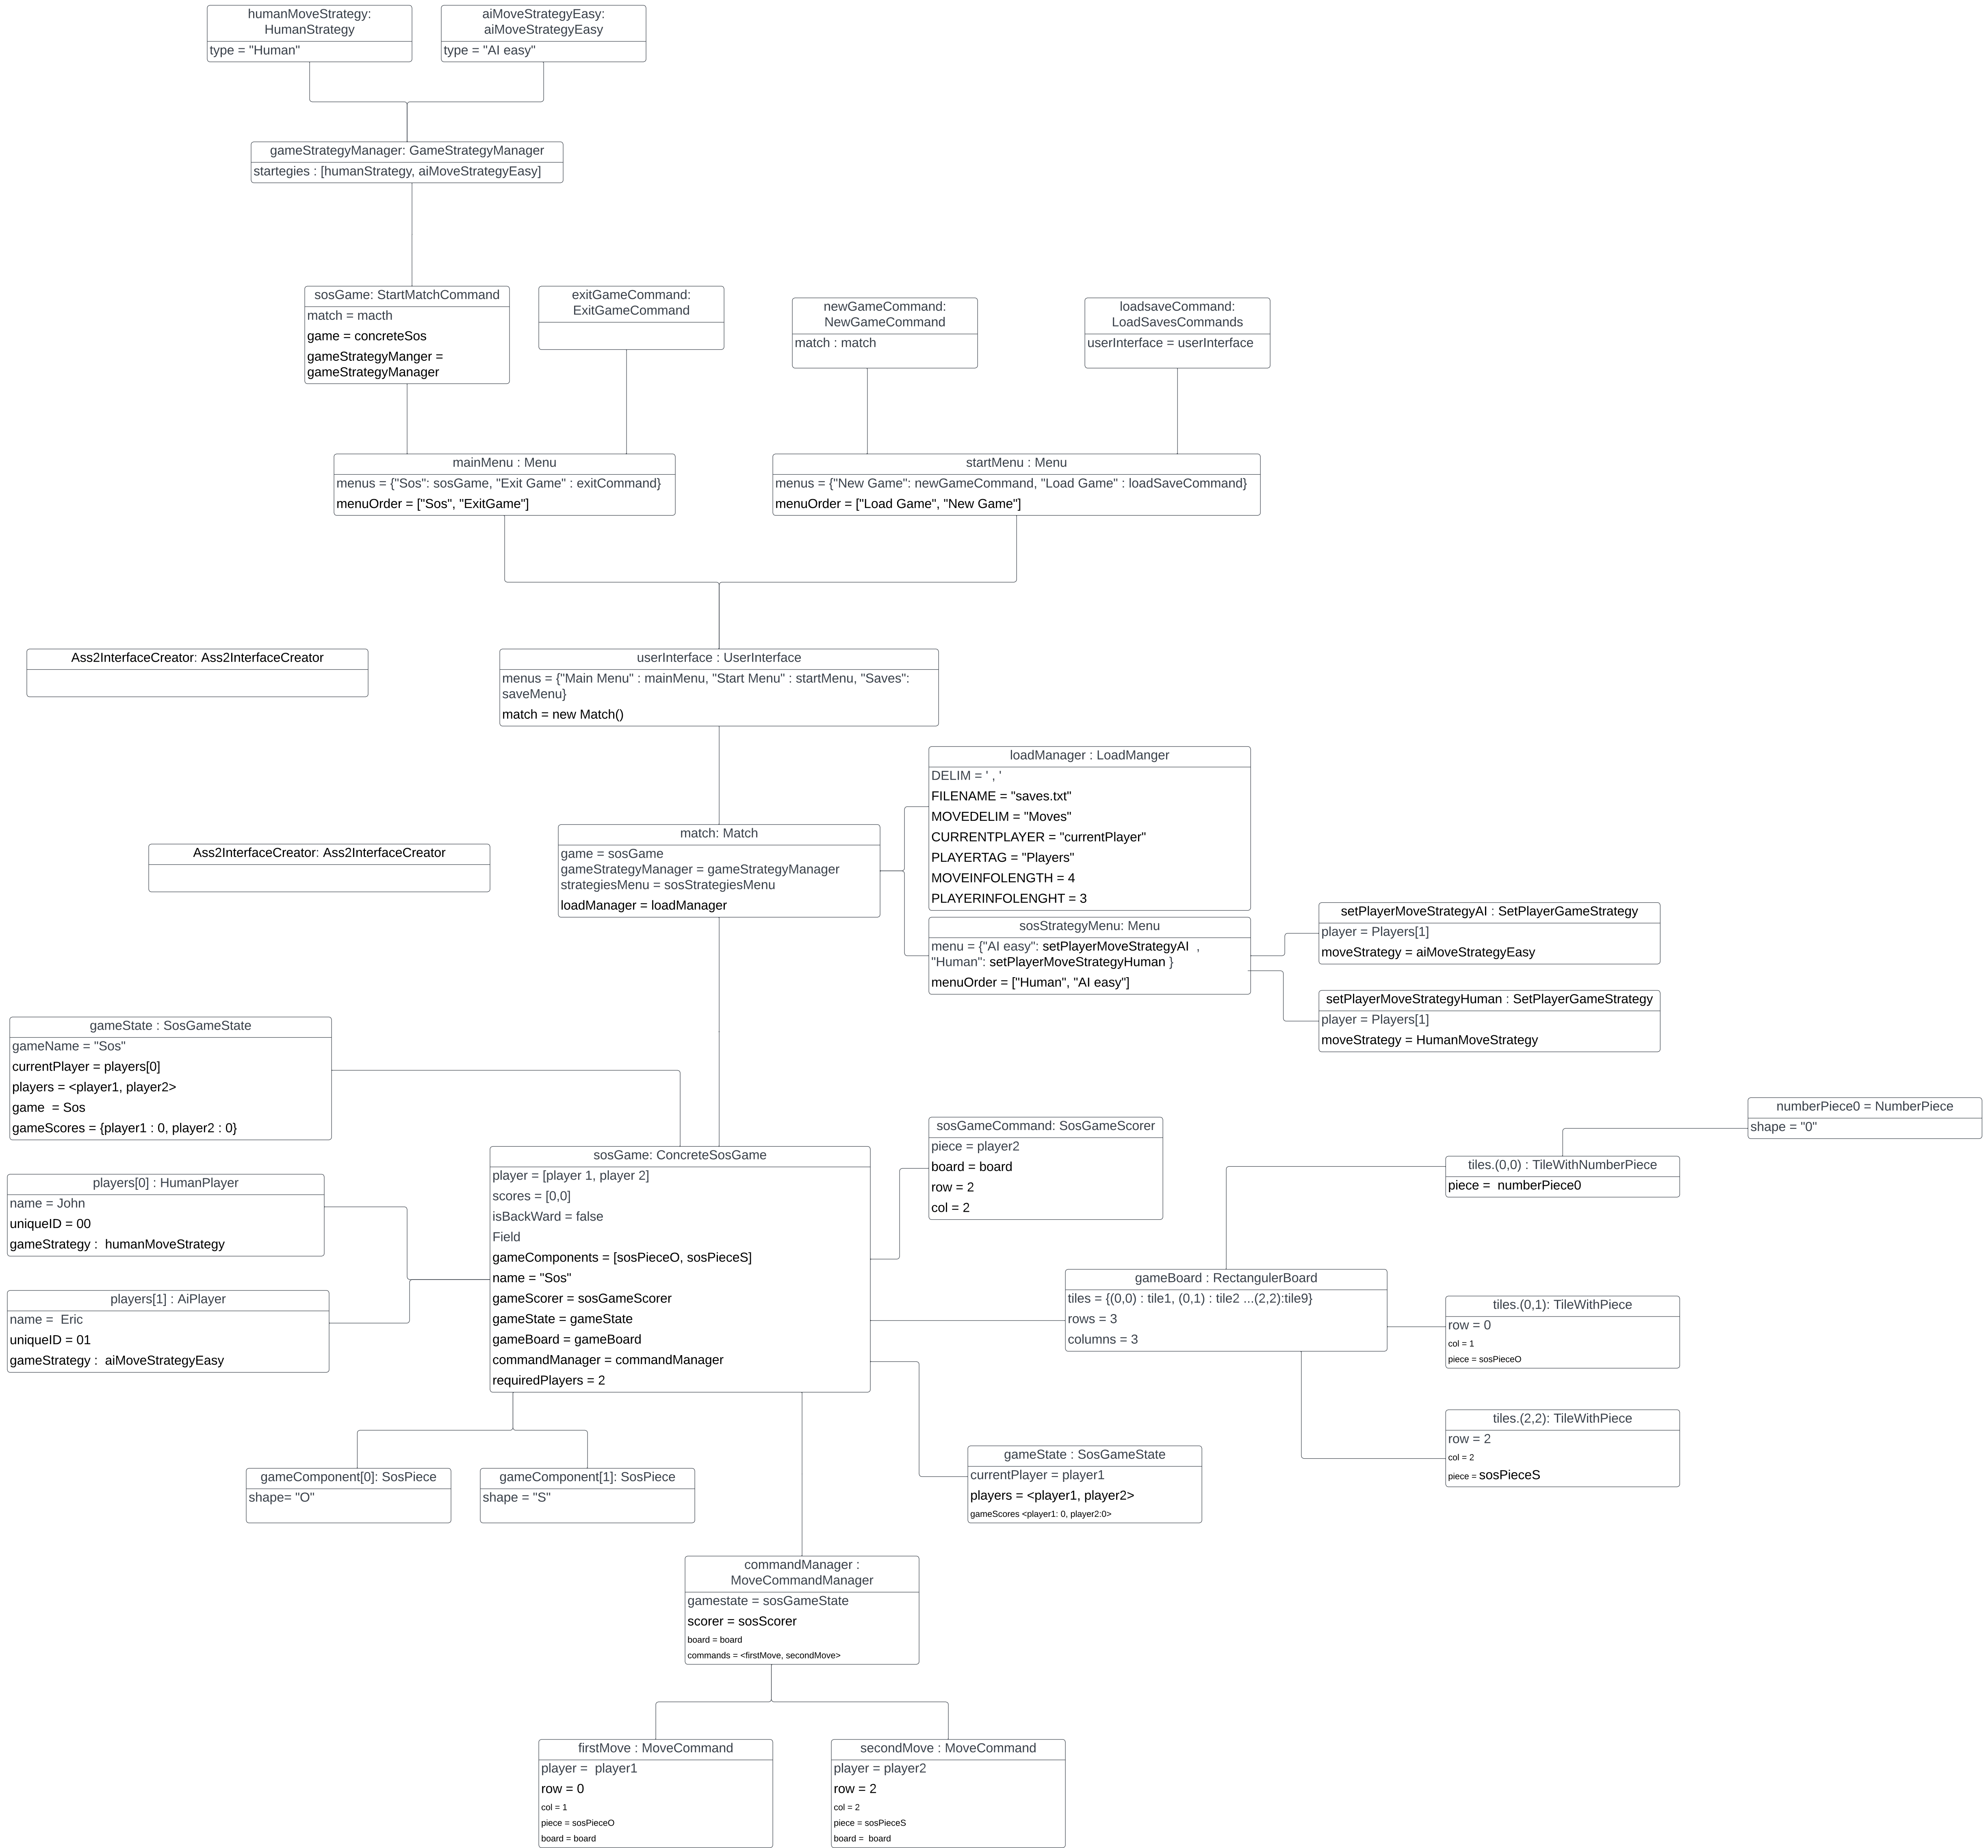 humanMoveStrategy:
HumanStrategy
type = "Human"
aiMoveStrategyEasy:
aiMoveStrategyEasy
type = "AI easy"
gameStrategyManager: GameStrategyManager
startegies : [humanStrategy, aiMoveStrategyEasy]
sosGame: StartMatchCommand
match = macth
game = concreteSos
gameStrategyManger =
gameStrategyManager
exitGameCommand:
ExitGameCommand
newGameCommand:
NewGameCommand
match : match
loadsaveCommand:
LoadSavesCommands
userInterface = userInterface
mainMenu : Menu
menus = {"Sos": sosGame, "Exit Game" : exitCommand}
menuOrder = ["Sos", "ExitGame"]
startMenu : Menu
menus = {"New Game": newGameCommand, "Load Game" : loadSaveCommand}
menuOrder = ["Load Game", "New Game"]
Ass2InterfaceCreator: Ass2InterfaceCreator
userInterface : UserInterface
menus = {"Main Menu" : mainMenu, "Start Menu" : startMenu, "Saves":
saveMenu}
match = new Match()
loadManager : LoadManger
DELIM = ' , '
FILENAME = "saves.txt"
MOVEDELIM = "Moves"
CURRENTPLAYER = "currentPlayer"
PLAYERTAG = "Players"
MOVEINFOLENGTH = 4
PLAYERINFOLENGHT = 3
Ass2InterfaceCreator: Ass2InterfaceCreator
match: Match
game = sosGame
gameStrategyManager = gameStrategyManager
strategiesMenu = sosStrategiesMenu
loadManager = loadManager
sosStrategyMenu: Menu
menu = {"AI easy": setPlayerMoveStrategyAI ,
"Human": setPlayerMoveStrategyHuman }
menuOrder = ["Human", "AI easy"]
setPlayerMoveStrategyAI : SetPlayerGameStrategy
player = Players[1]
moveStrategy = aiMoveStrategyEasy
setPlayerMoveStrategyHuman : SetPlayerGameStrategy
player = Players[1]
moveStrategy = HumanMoveStrategy
gameState : SosGameState
gameName = "Sos"
currentPlayer = players[0]
players = <player1, player2>
game = Sos
gameScores = {player1 : 0, player2 : 0}
numberPiece0 = NumberPiece
shape = "0"
sosGameCommand: SosGameScorer
piece = player2
board = board
row = 2
col = 2
tiles.(0,0) : TileWithNumberPiece
piece = numberPiece0
sosGame: ConcreteSosGame
player = [player 1, player 2]
scores = [0,0]
isBackWard = false
Field
gameComponents = [sosPieceO, sosPieceS]
name = "Sos"
gameScorer = sosGameScorer
gameState = gameState
gameBoard = gameBoard
commandManager = commandManager
requiredPlayers = 2
players[0] : HumanPlayer
name = John
uniqueID = 00
gameStrategy : humanMoveStrategy
players[1] : AiPlayer
name = Eric
uniqueID = 01
gameStrategy : aiMoveStrategyEasy
gameBoard : RectangulerBoard
tiles = {(0,0) : tile1, (0,1) : tile2 ...(2,2):tile9}
rows = 3
columns = 3
tiles.(0,1): TileWithPiece
row = 0
col = 1
piece = sosPieceO
tiles.(2,2): TileWithPiece
row = 2
col = 2
piece = sosPieceS
gameComponent[0]: SosPiece
shape= "O"
gameComponent[1]: SosPiece
shape = "S"
gameState : SosGameState
currentPlayer = player1
players = <player1, player2>
gameScores <player1: 0, player2:0>
commandManager :
MoveCommandManager
gamestate = sosGameState
scorer = sosScorer
board = board
commands = <firstMove, secondMove>
firstMove : MoveCommand
player = player1
row = 0
col = 1
piece = sosPieceO
board = board
secondMove : MoveCommand
player = player2
row = 2
col = 2
piece = sosPieceS
board = board